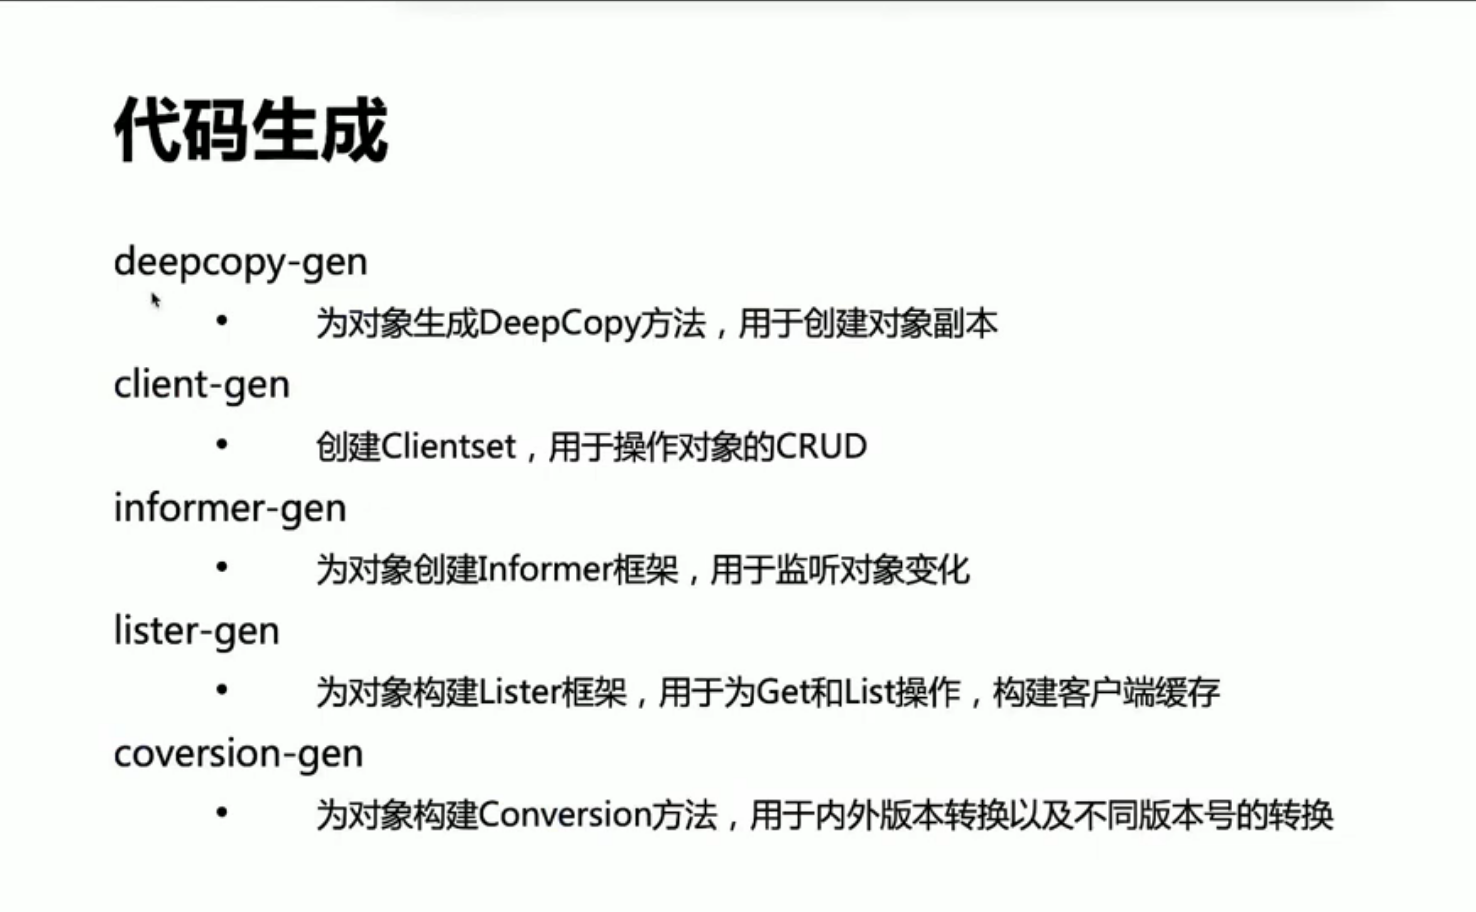 代码生成
deepcopy-gen
• 为对象生成DeepCopy方法，用于创建对象副本
client-gen
• 创建Clientset，用于操作对象的CRUD
informer-gen
• 为对象创建Informer框架，用于监听对象变化
lister-gen
• 为对象构建Lister框架，用于为Get和List操作，构建客户端缓存
coversion-gen
• 为对象构建Conversion方法，用于内外版本转换以及不同版本号的转换